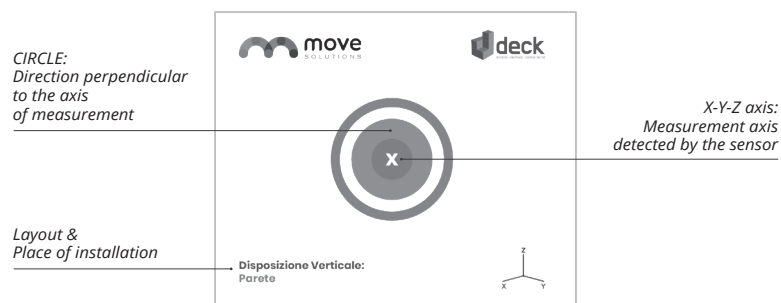 move
SOLUTIONS
deck
CIRCLE:
Direction perpendicular
to the axis
of measurement
X-Y-Z axis:
Measurement axis
detected by the sensor
X
Layout &
Place of installation
Disposizione Verticale:
Parete
Z
X
Y